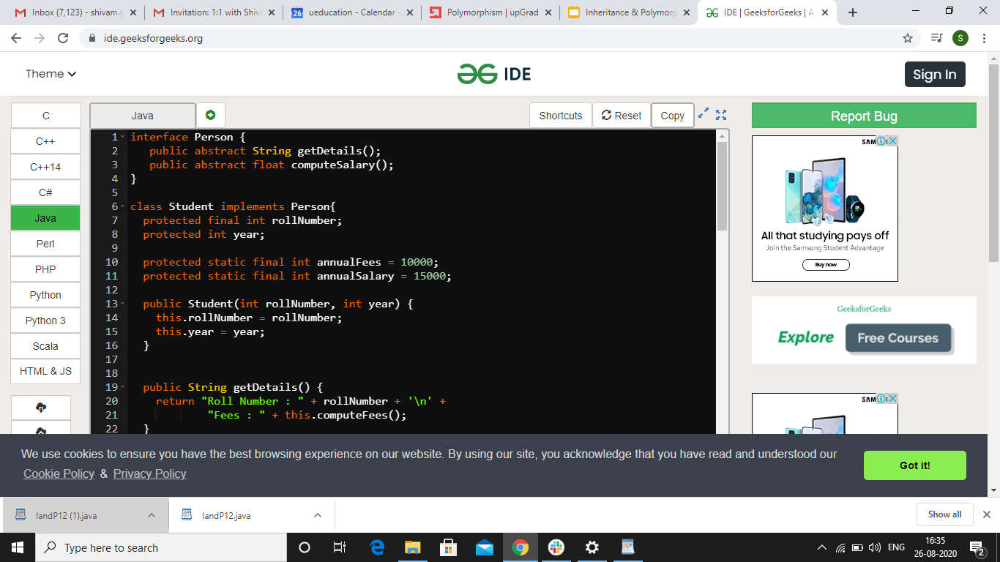 Inbox (7,123) - shivam.g
Invitation: 1:1 with Shiva
ueducation - Calendar -
Polymorphism | upGrad
Inheritance & Polymorp
IDE | GeeksforGeeks | A
ide.geeksforgeeks.org
S
Theme
IDE
Sign In
C
C++
C++14
C#
Java
Perl
PHP
Python
Python 3
Scala
HTML & JS
Java
Shortcuts
Reset
Copy
1 interface Person {
2 public abstract String getDetails();
3 public abstract float computeSalary();
4 }
5
6 class Student implements Person{
7 protected final int rollNumber;
8 protected int year;
9
10 protected static final int annualFees = 10000;
11 protected static final int annualSalary = 15000;
12
13 public Student(int rollNumber, int year) {
14 this.rollNumber = rollNumber;
15 this.year = year;
16 }
17
18
19 public String getDetails() {
20 return "Roll Number : " + rollNumber + '\n' +
21 "Fees : " + this.computeFees();
22 }
Report Bug
SAM
All that studying pays off
Join the Samsung Student Advantage
Buy now
GeeksforGeeks
Explore
Free Courses
SAM
We use cookies to ensure you have the best browsing experience on our website. By using our site, you acknowledge that you have read and understood our
Cookie Policy & Privacy Policy
Got it!
IandP12 (1).java
IandP12.java
Show all
Type here to search
ENG
16:35
26-08-2020
2